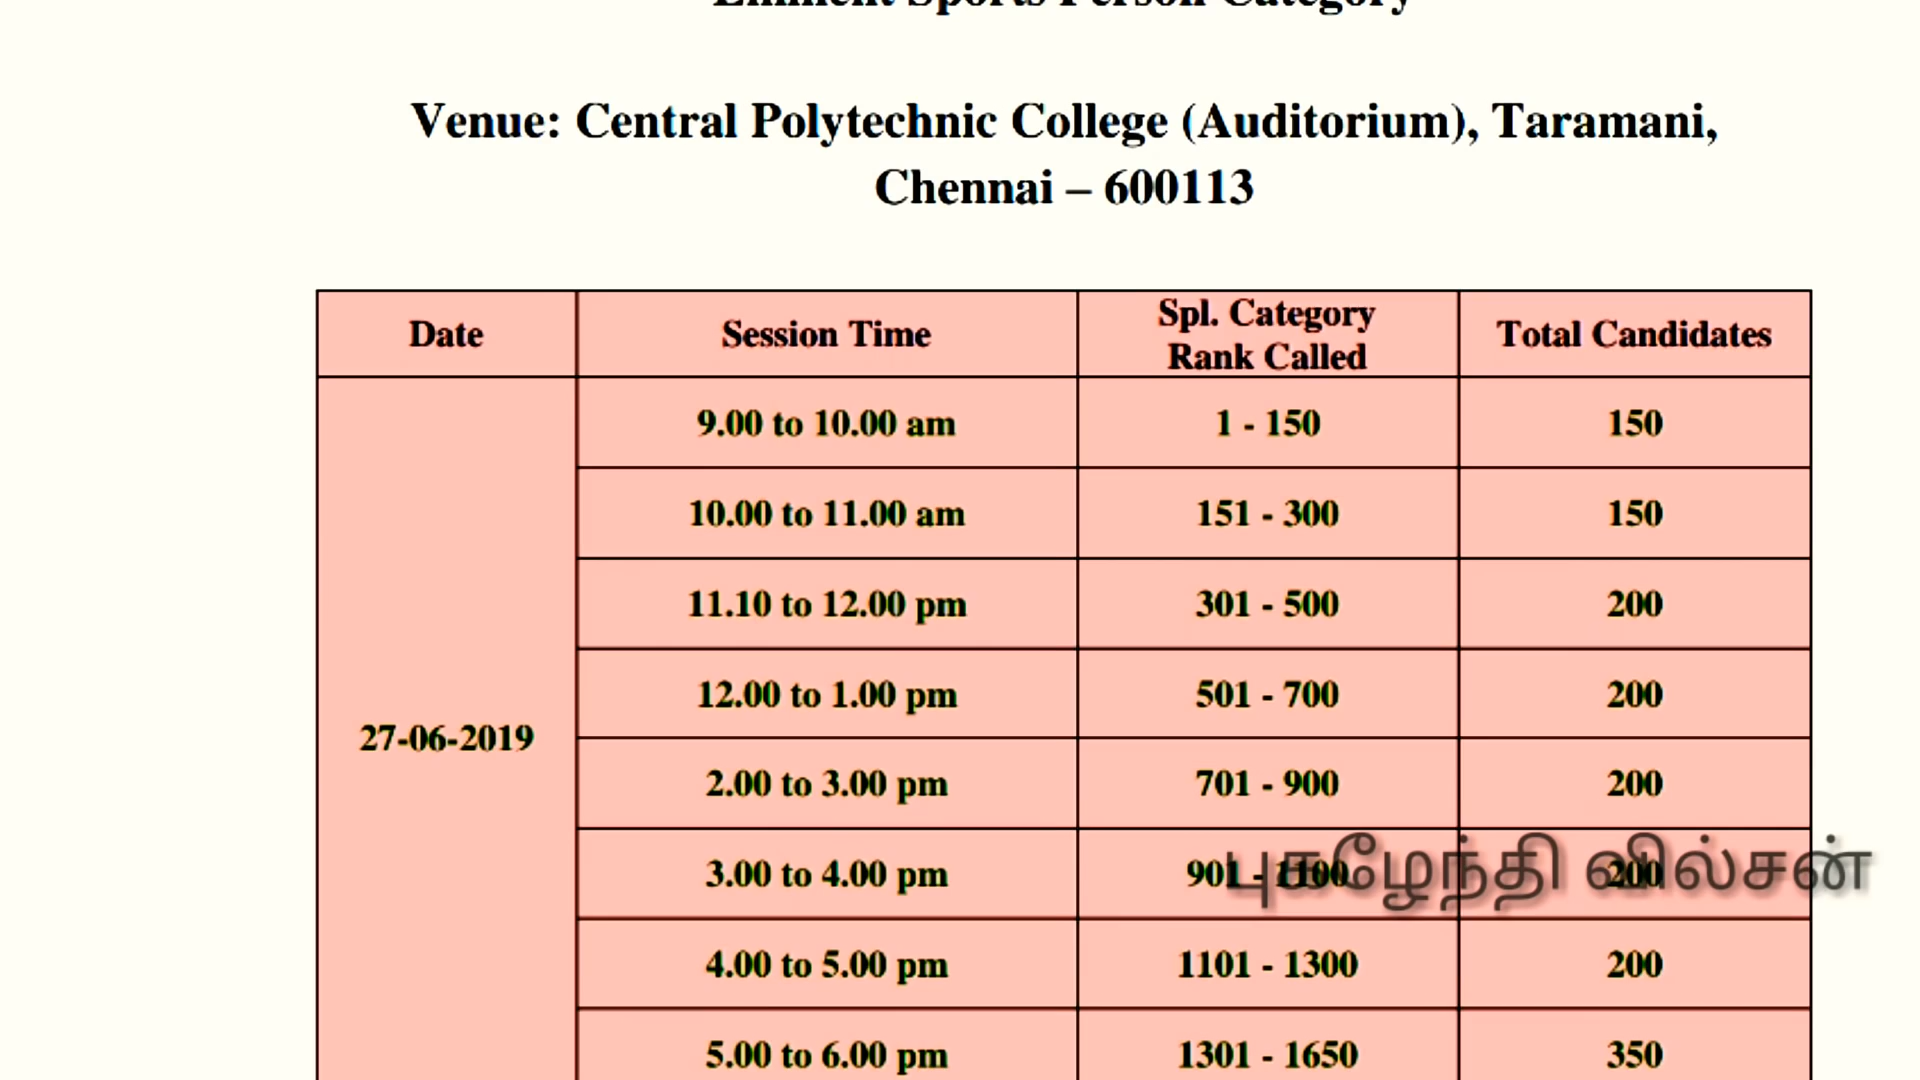 Eminent Sports Person Category
Venue: Central Polytechnic College (Auditorium), Taramani,
Chennai – 600113
Date Session Time Spl. Category Rank Called Total Candidates
27-06-2019
9.00 to 10.00 am 1 - 150 150
10.00 to 11.00 am 151 - 300 150
11.10 to 12.00 pm 301 - 500 200
12.00 to 1.00 pm 501 - 700 200
2.00 to 3.00 pm 701 - 900 200
3.00 to 4.00 pm 901 - 1100 200
புகழேந்தி வில்சன்
4.00 to 5.00 pm 1101 - 1300 200
5.00 to 6.00 pm 1301 - 1650 350